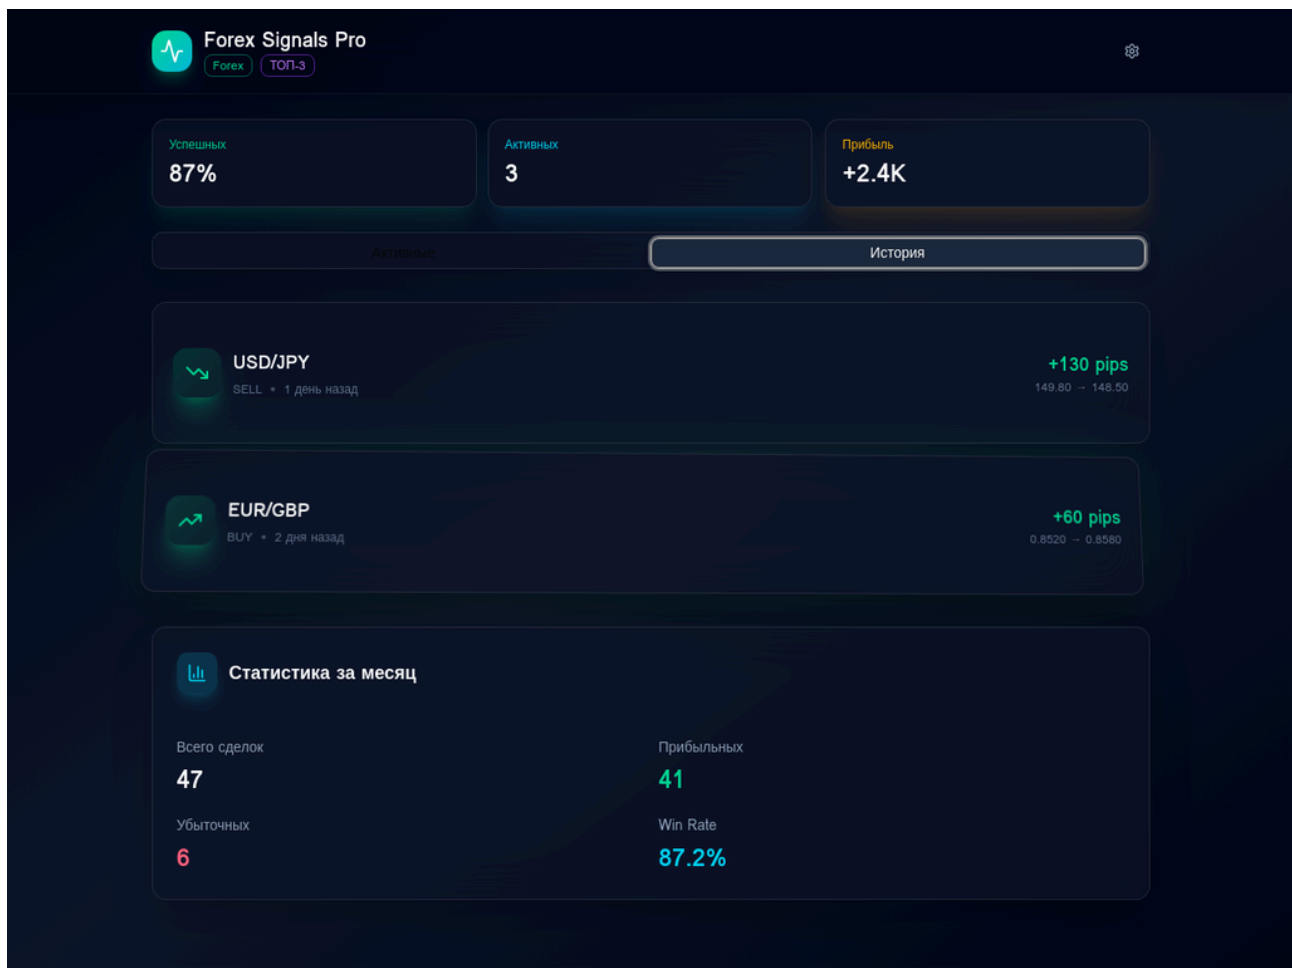 Forex Signals Pro
Forex ТОП-3
Успешных
87%
Активных
3
Прибыль
+2.4K
Активные
История
USD/JPY
SELL • 1 день назад
+130 pips
149.80 → 148.50
EUR/GBP
BUY • 2 дня назад
+60 pips
0.8520 → 0.8580
Статистика за месяц
Всего сделок
47
Прибыльных
41
Убыточных
6
Win Rate
87.2%